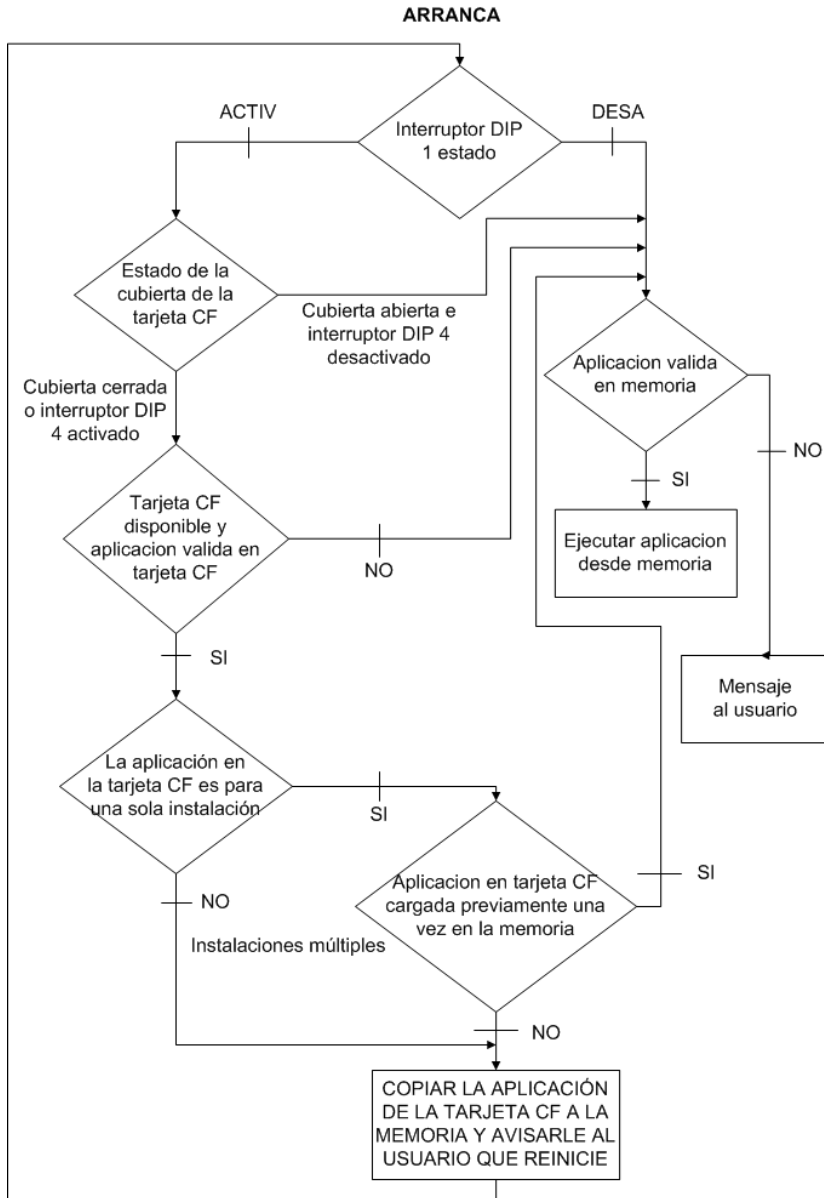 ARRANCA
ACTIV
DESA
Interruptor DIP
1 estado
Estado de la
cubierta de la
tarjeta CF
Cubierta abierta e
interruptor DIP 4
desactivado
Aplicacion valida
en memoria
Cubierta cerrada
o interruptor DIP
4 activado
NO
SI
Tarjeta CF
disponible y
aplicacion valida en
tarjeta CF
NO
Ejecutar aplicacion
desde memoria
SI
Mensaje
al usuario
La aplicación en
la tarjeta CF es para
una sola instalación
SI
SI
Aplicacion en tarjeta CF
cargada previamente una
vez en la memoria
NO
Instalaciones múltiples
NO
COPIAR LA APLICACIÓN
DE LA TARJETA CF A LA
MEMORIA Y AVISARLE AL
USUARIO QUE REINICIE